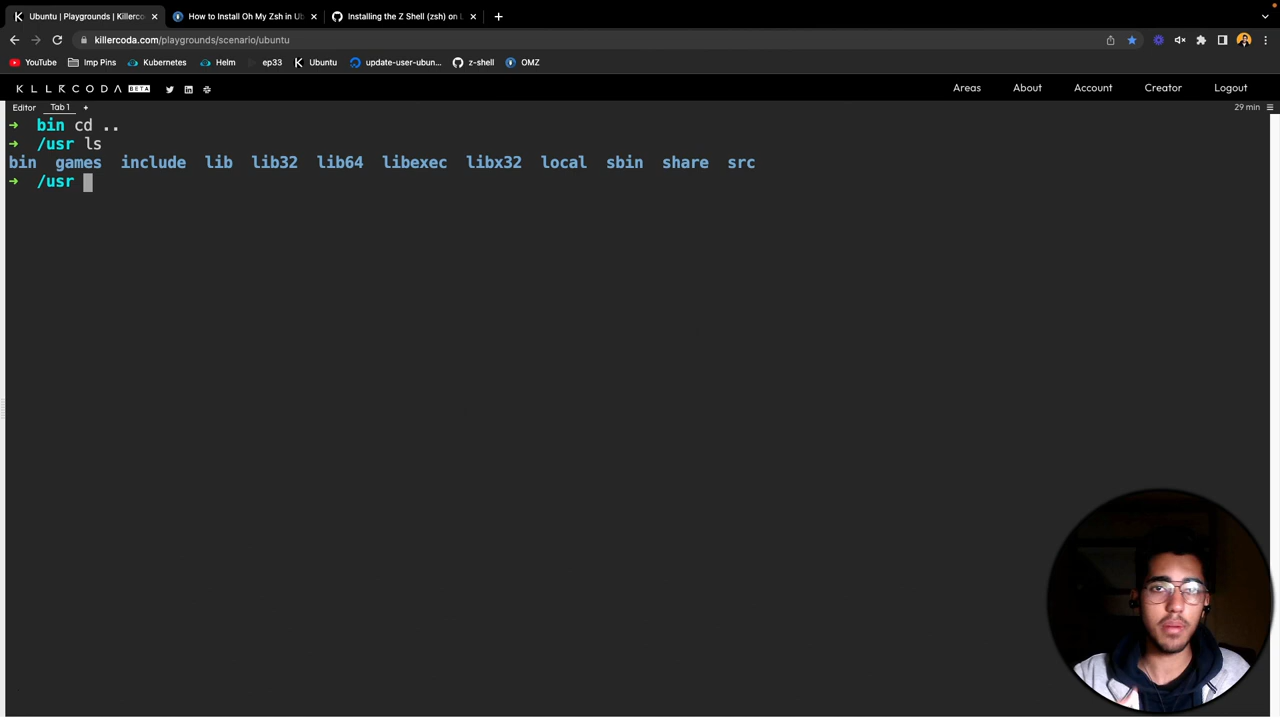 Ubuntu | Playgrounds | Killerco
How to Install Oh My Zsh in Ub
Installing the Z Shell (zsh) on L
killercoda.com/playgrounds/scenario/ubuntu
YouTube Imp Pins Kubernetes Helm ep33 Ubuntu update-user-ubun... z-shell OMZ
KILLERCODA BETA Areas About Account Creator Logout
Editor Tab 1 + 29 min
→ bin cd ..
→ /usr ls
bin games include lib lib32 lib64 libexec libx32 local sbin share src
→ /usr